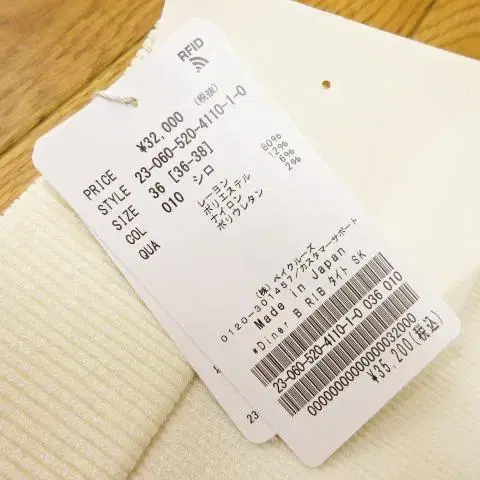 RFID
PRICE ¥32,000 (税抜)
STYLE 23-060-520-4110-1-0
SIZE 36 [36-38]
COL 010 シロ
QUA レーヨン 80%
ポリエステル 12%
ナイロン 6%
ポリウレタン 2%
(株)ベイクルーズ
0120-301457/カスタマーサポート
Made in Japan
*Diner B RIB タイト SK
23-060-520-4110-1-0 036 010
0000000000000032000
¥35,200(税込)
23